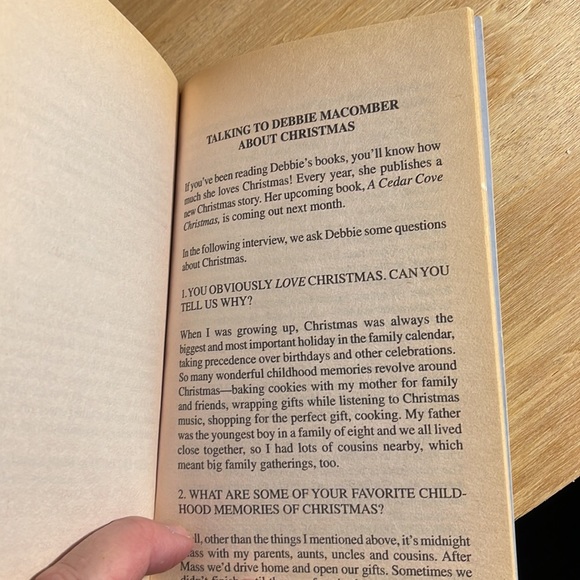 TALKING TO DEBBIE MACOMBER
ABOUT CHRISTMAS
If you've been reading Debbie's books, you'll know how
much she loves Christmas! Every year, she publishes a
new Christmas story. Her upcoming book, A Cedar Cove
Christmas, is coming out next month.
In the following interview, we ask Debbie some questions
about Christmas.
1. YOU OBVIOUSLY LOVE CHRISTMAS. CAN YOU
TELL US WHY?
When I was growing up, Christmas was always the
biggest and most important holiday in the family calendar,
taking precedence over birthdays and other celebrations.
So many wonderful childhood memories revolve around
Christmas—baking cookies with my mother for family
and friends, wrapping gifts while listening to Christmas
music, shopping for the perfect gift, cooking. My father
was the youngest boy in a family of eight and we all lived
close together, so I had lots of cousins nearby, which
meant big family gatherings, too.
2. WHAT ARE SOME OF YOUR FAVORITE CHILD-
HOOD MEMORIES OF CHRISTMAS?
other than the things I mentioned above, it's midnight
with my parents, aunts, uncles and cousins. After
Mass we'd drive home and open our gifts. Sometimes we